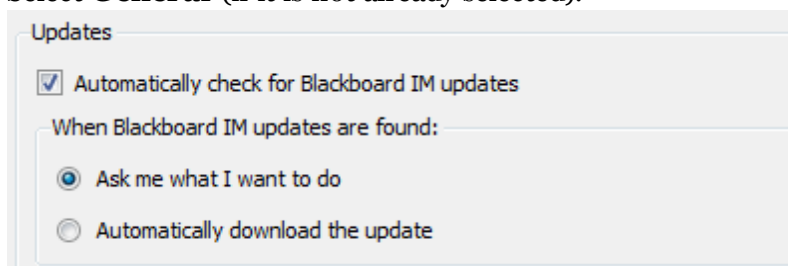 Select General (if it is not already selected).
Updates
Automatically check for Blackboard IM updates
When Blackboard IM updates are found:
Ask me what I want to do
Automatically download the update